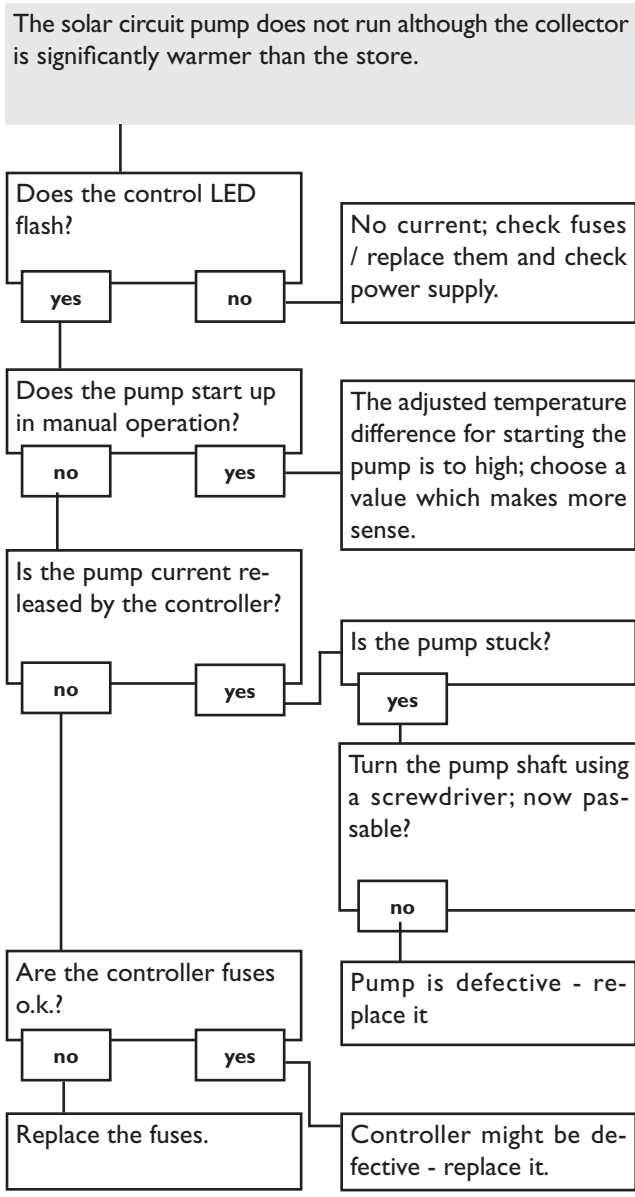 The solar circuit pump does not run although the collector
is significantly warmer than the store.
Does the control LED
flash?
yes
no
No current; check fuses
/ replace them and check
power supply.
Does the pump start up
in manual operation?
no
yes
The adjusted temperature
difference for starting the
pump is to high; choose a
value which makes more
sense.
Is the pump current re-
leased by the controller?
no
yes
Is the pump stuck?
yes
Turn the pump shaft using
a screwdriver; now pas-
sable?
no
Pump is defective - re-
place it
Are the controller fuses
o.k.?
no
yes
Replace the fuses.
Controller might be de-
fective - replace it.